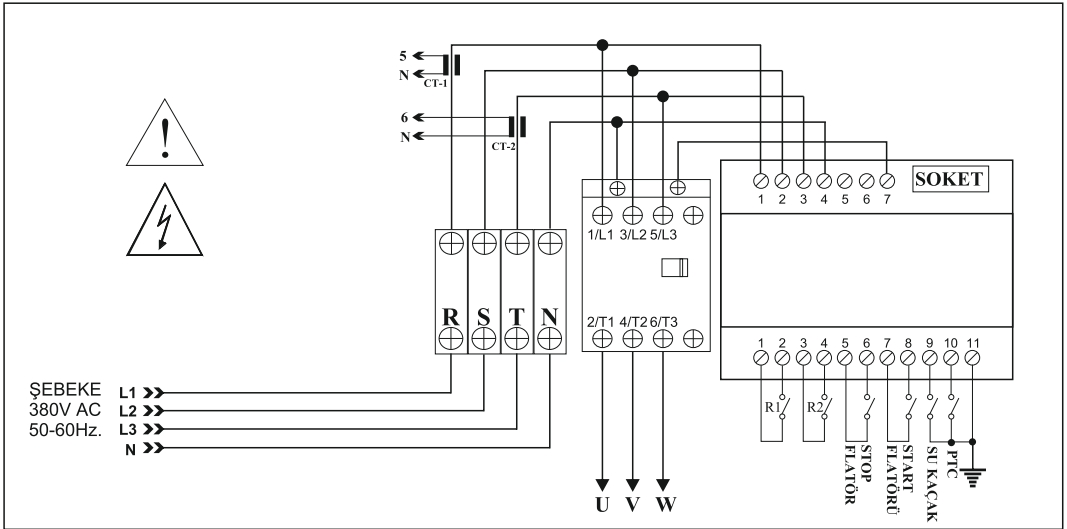 5
N
CT-1
6
N
CT-2
SOKET
1 2 3 4 5 6 7
1/L1 3/L2 5/L3
R S T N
2/T1 4/T2 6/T3
1 2 3 4 5 6 7 8 9 10 11
ŞEBEKE
380V AC
50-60Hz.
L1
L2
L3
N
R1
R2
STOP
FLATÖR
START
FLATÖRÜ
SU KAÇAK
PTC
U V W